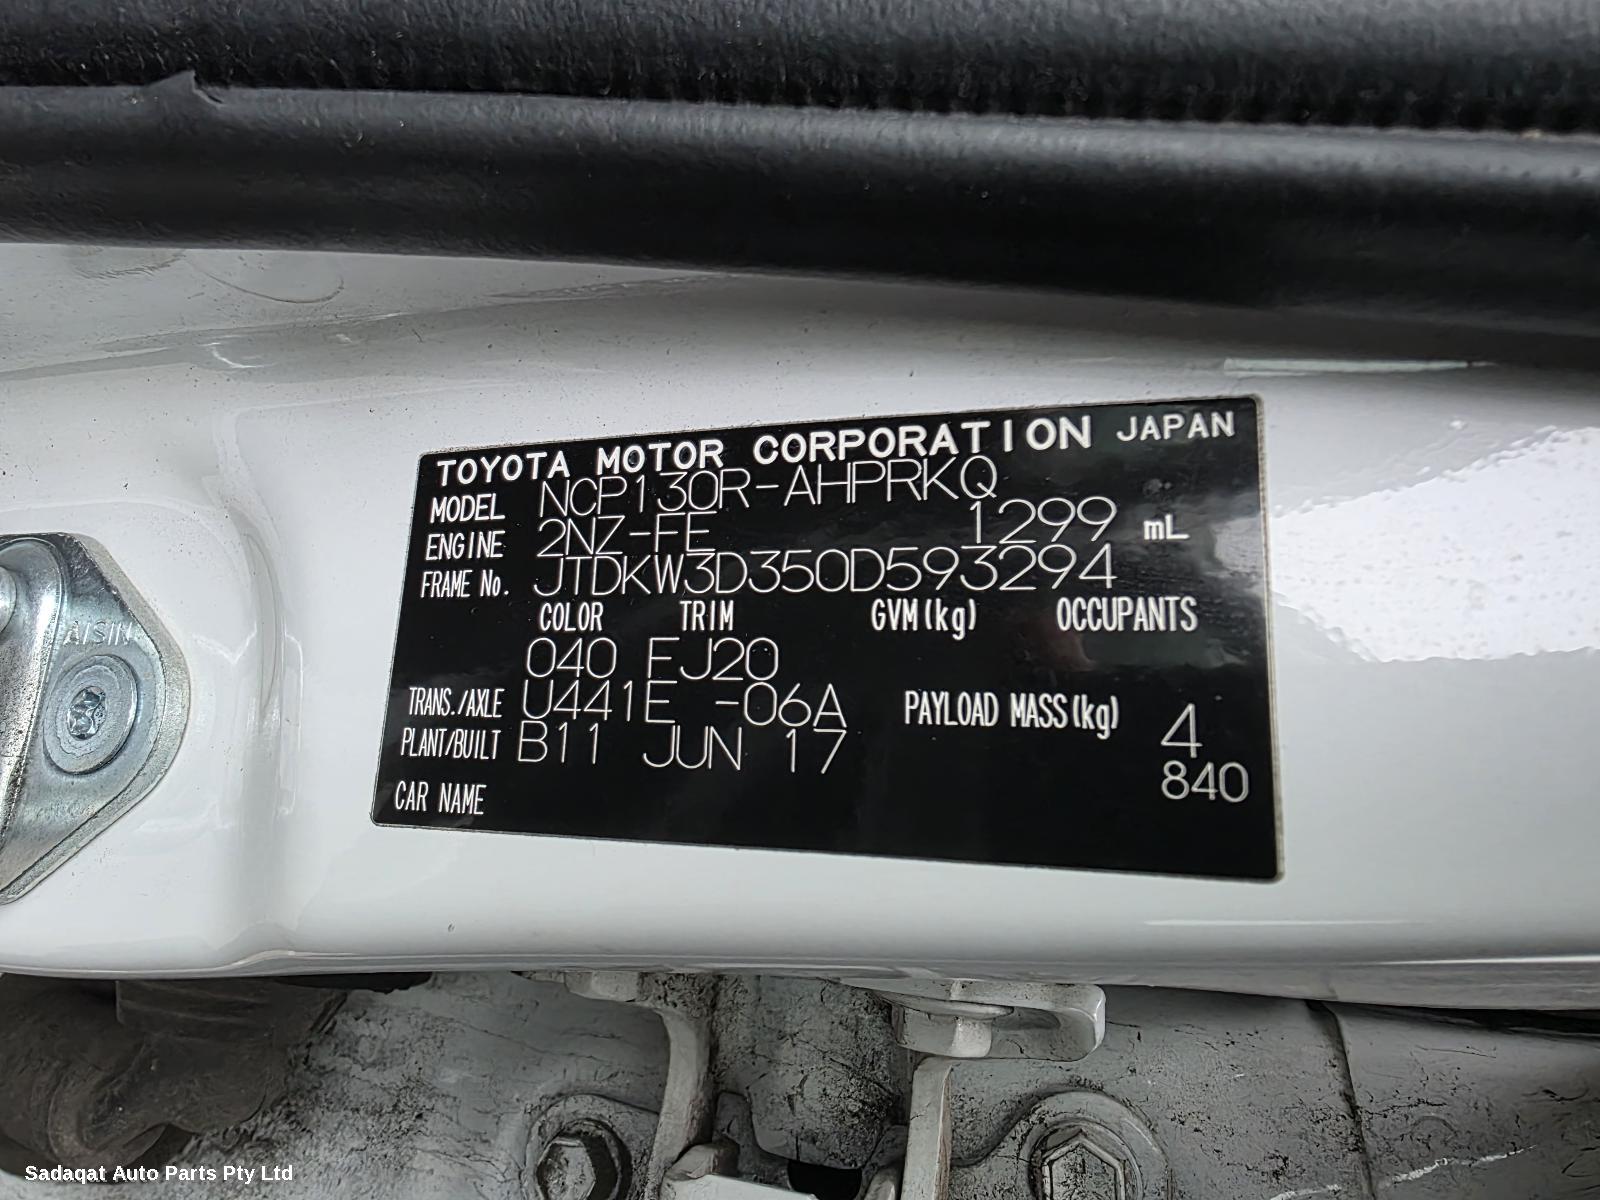 TOYOTA MOTOR CORPORATION JAPAN
MODEL NCP130R-AHPRKQ
ENGINE 2NZ-FE 1299 mL
FRAME No. JTDKW3D350D593294
COLOR TRIM GVM(kg) OCCUPANTS
040 FJ20
TRANS./AXLE U441E -06A PAYLOAD MASS(kg) 4
PLANT/BUILT B11 JUN 17 840
CAR NAME
AISIN
Sadaqat Auto Parts Pty Ltd